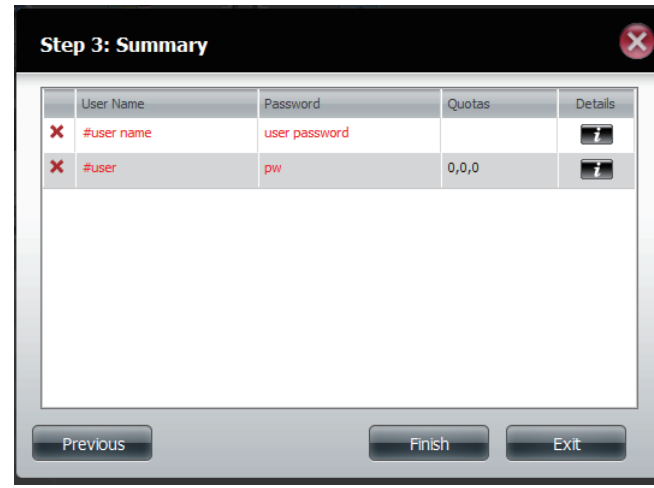 Step 3: Summary
User Name Password Quotas Details
#user name user password
#user pw 0,0,0
Previous Finish Exit